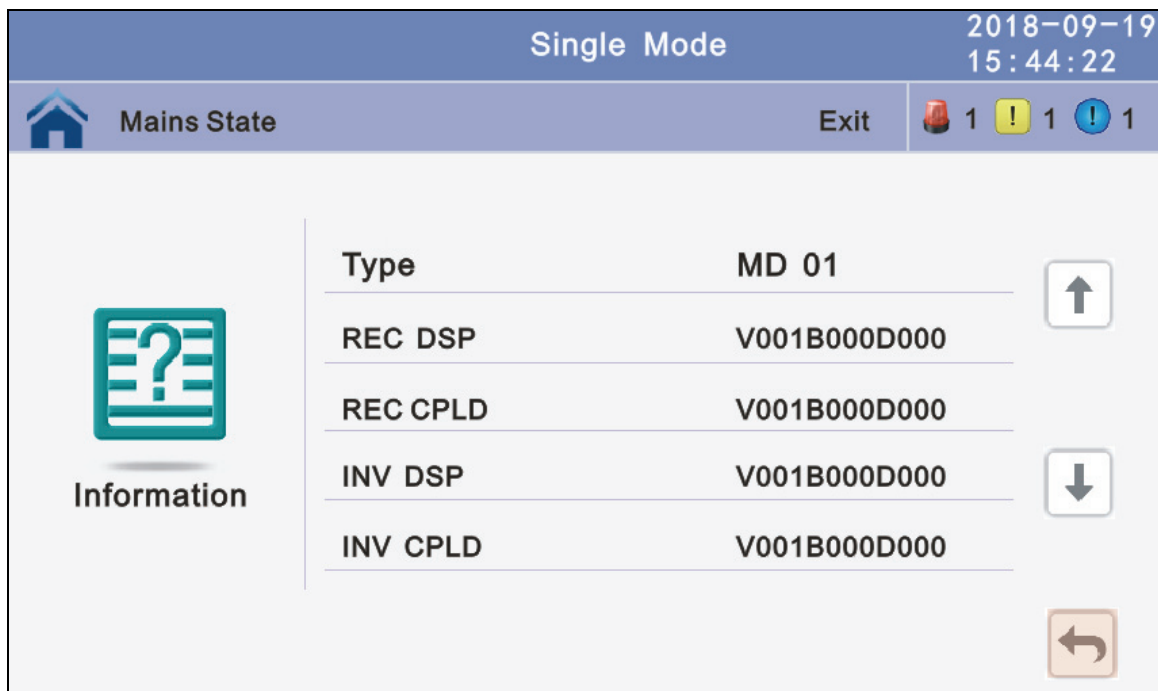 Single Mode
2018-09-19
15:44:22
Mains State
Exit
1
!
1
!
1
Type MD 01
REC DSP V001B000D000
REC CPLD V001B000D000
INV DSP V001B000D000
INV CPLD V001B000D000
?
Information